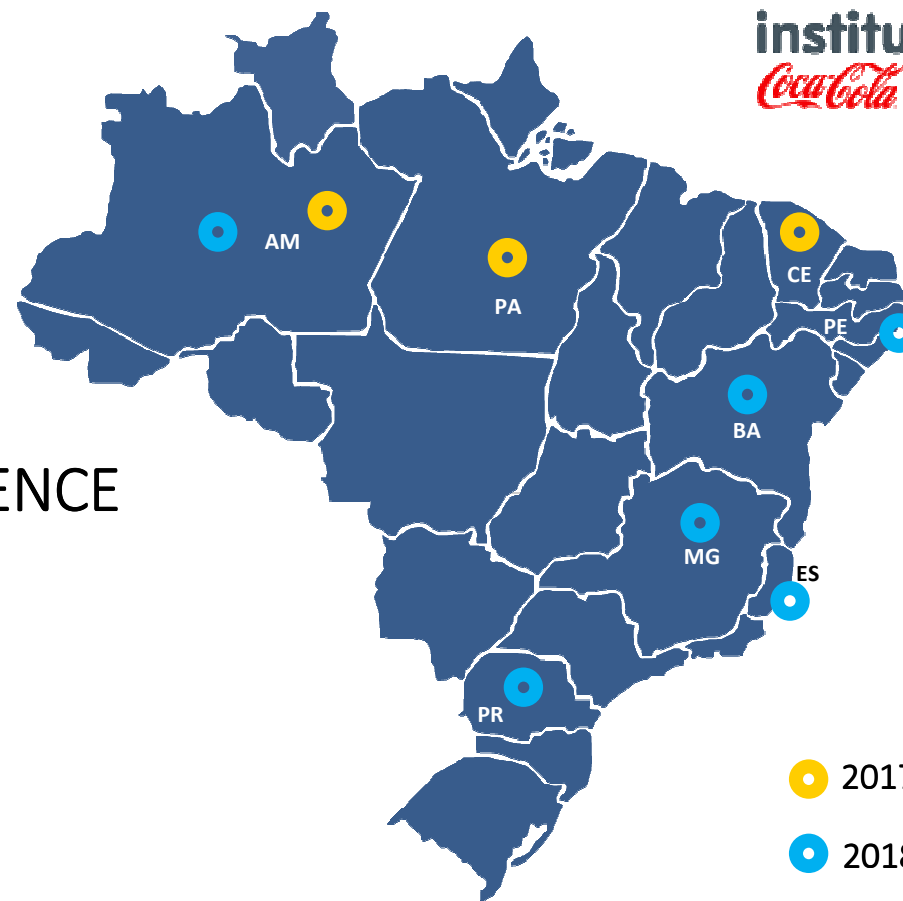 institu
Coca-Cola
AM
CE
PA
PE
BA
ENCE
MG
ES
PR
2017
2018